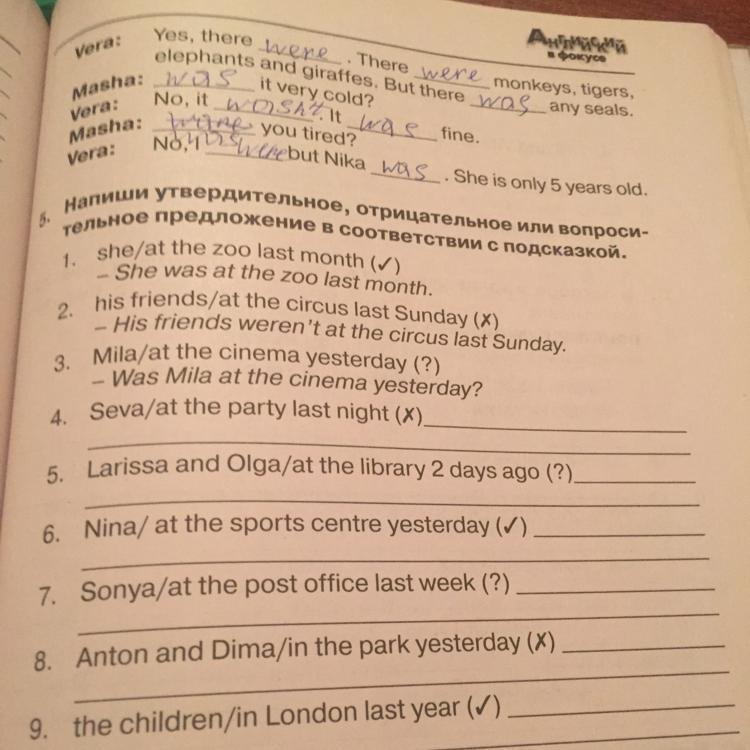 Английский
в фокусе
Vera: Yes, there were. There were monkeys, tigers,
elephants and giraffes. But there was any seals.
Masha: was it very cold?
Vera: No, it wasn't. It was fine.
Masha: were you tired?
Vera: No, I were but Nika was. She is only 5 years old.
5. Напиши утвердительное, отрицательное или вопроси-
тельное предложение в соответствии с подсказкой.
1. she/at the zoo last month (✓)
– She was at the zoo last month.
2. his friends/at the circus last Sunday (✗)
– His friends weren't at the circus last Sunday.
3. Mila/at the cinema yesterday (?)
– Was Mila at the cinema yesterday?
4. Seva/at the party last night (✗)
5. Larissa and Olga/at the library 2 days ago (?)
6. Nina/ at the sports centre yesterday (✓)
7. Sonya/at the post office last week (?)
8. Anton and Dima/in the park yesterday (✗)
9. the children/in London last year (✓)